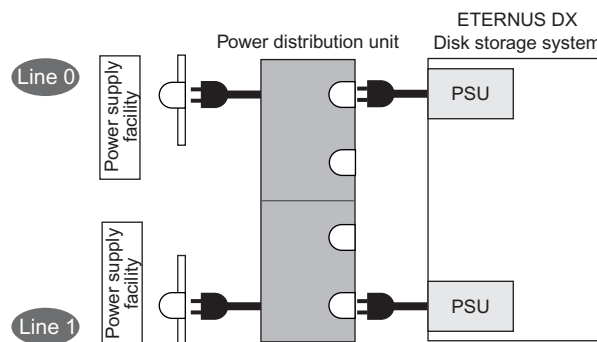 ETERNUS DX
Power distribution unit
Disk storage system
Line 0
Power supply
facility
PSU
Power supply
facility
Line 1
PSU